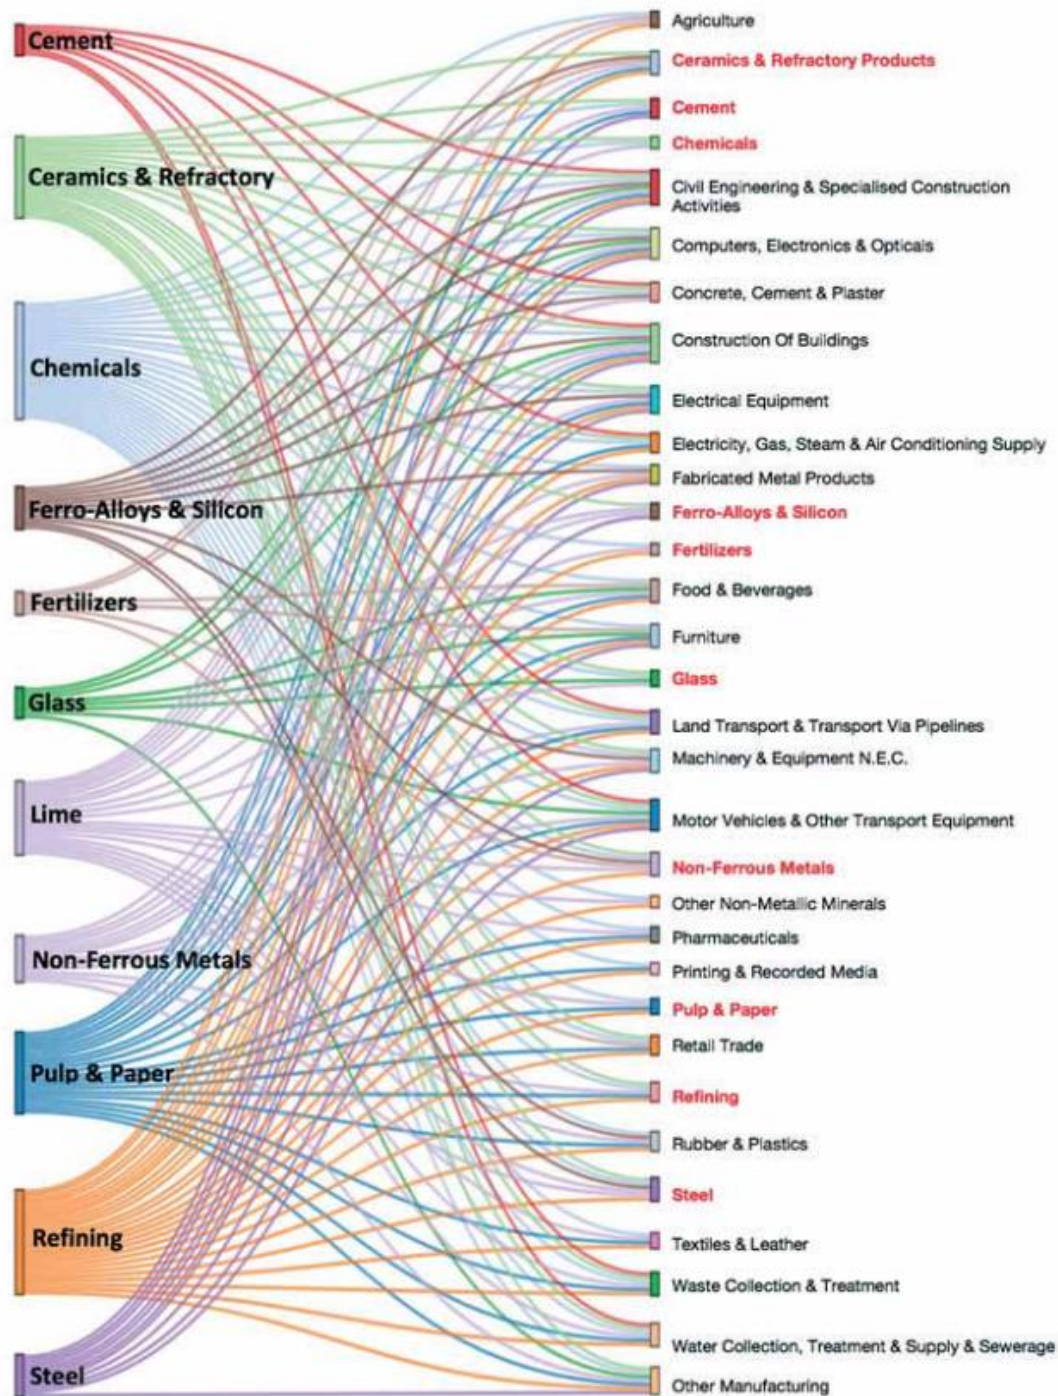 Cement
Ceramics & Refractory
Chemicals
Ferro-Alloys & Silicon
Fertilizers
Glass
Lime
Non-Ferrous Metals
Pulp & Paper
Refining
Steel
Agriculture
Ceramics & Refractory Products
Cement
Chemicals
Civil Engineering & Specialised Construction
Activities
Computers, Electronics & Opticals
Concrete, Cement & Plaster
Construction Of Buildings
Electrical Equipment
Electricity, Gas, Steam & Air Conditioning Supply
Fabricated Metal Products
Ferro-Alloys & Silicon
Fertilizers
Food & Beverages
Furniture
Glass
Land Transport & Transport Via Pipelines
Machinery & Equipment N.E.C.
Motor Vehicles & Other Transport Equipment
Non-Ferrous Metals
Other Non-Metallic Minerals
Pharmaceuticals
Printing & Recorded Media
Pulp & Paper
Retail Trade
Refining
Rubber & Plastics
Steel
Textiles & Leather
Waste Collection & Treatment
Water Collection, Treatment & Supply & Sewerage
Other Manufacturing